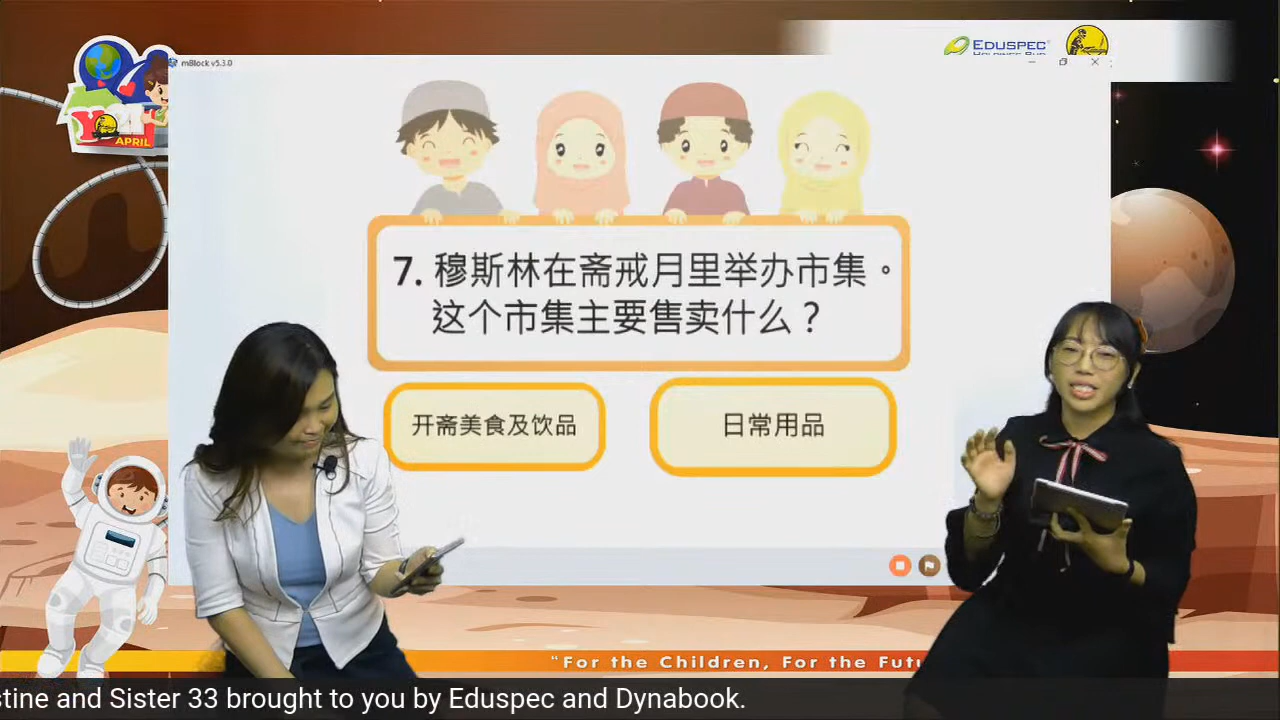 EDUSPEC
mBlock v5.3.0
APRIL
7. 穆斯林在斋戒月里举办市集。
这个市集主要售卖什么？
开斋美食及饮品
日常用品
"For the Children, For the Futu
stine and Sister 33 brought to you by Eduspec and Dynabook.